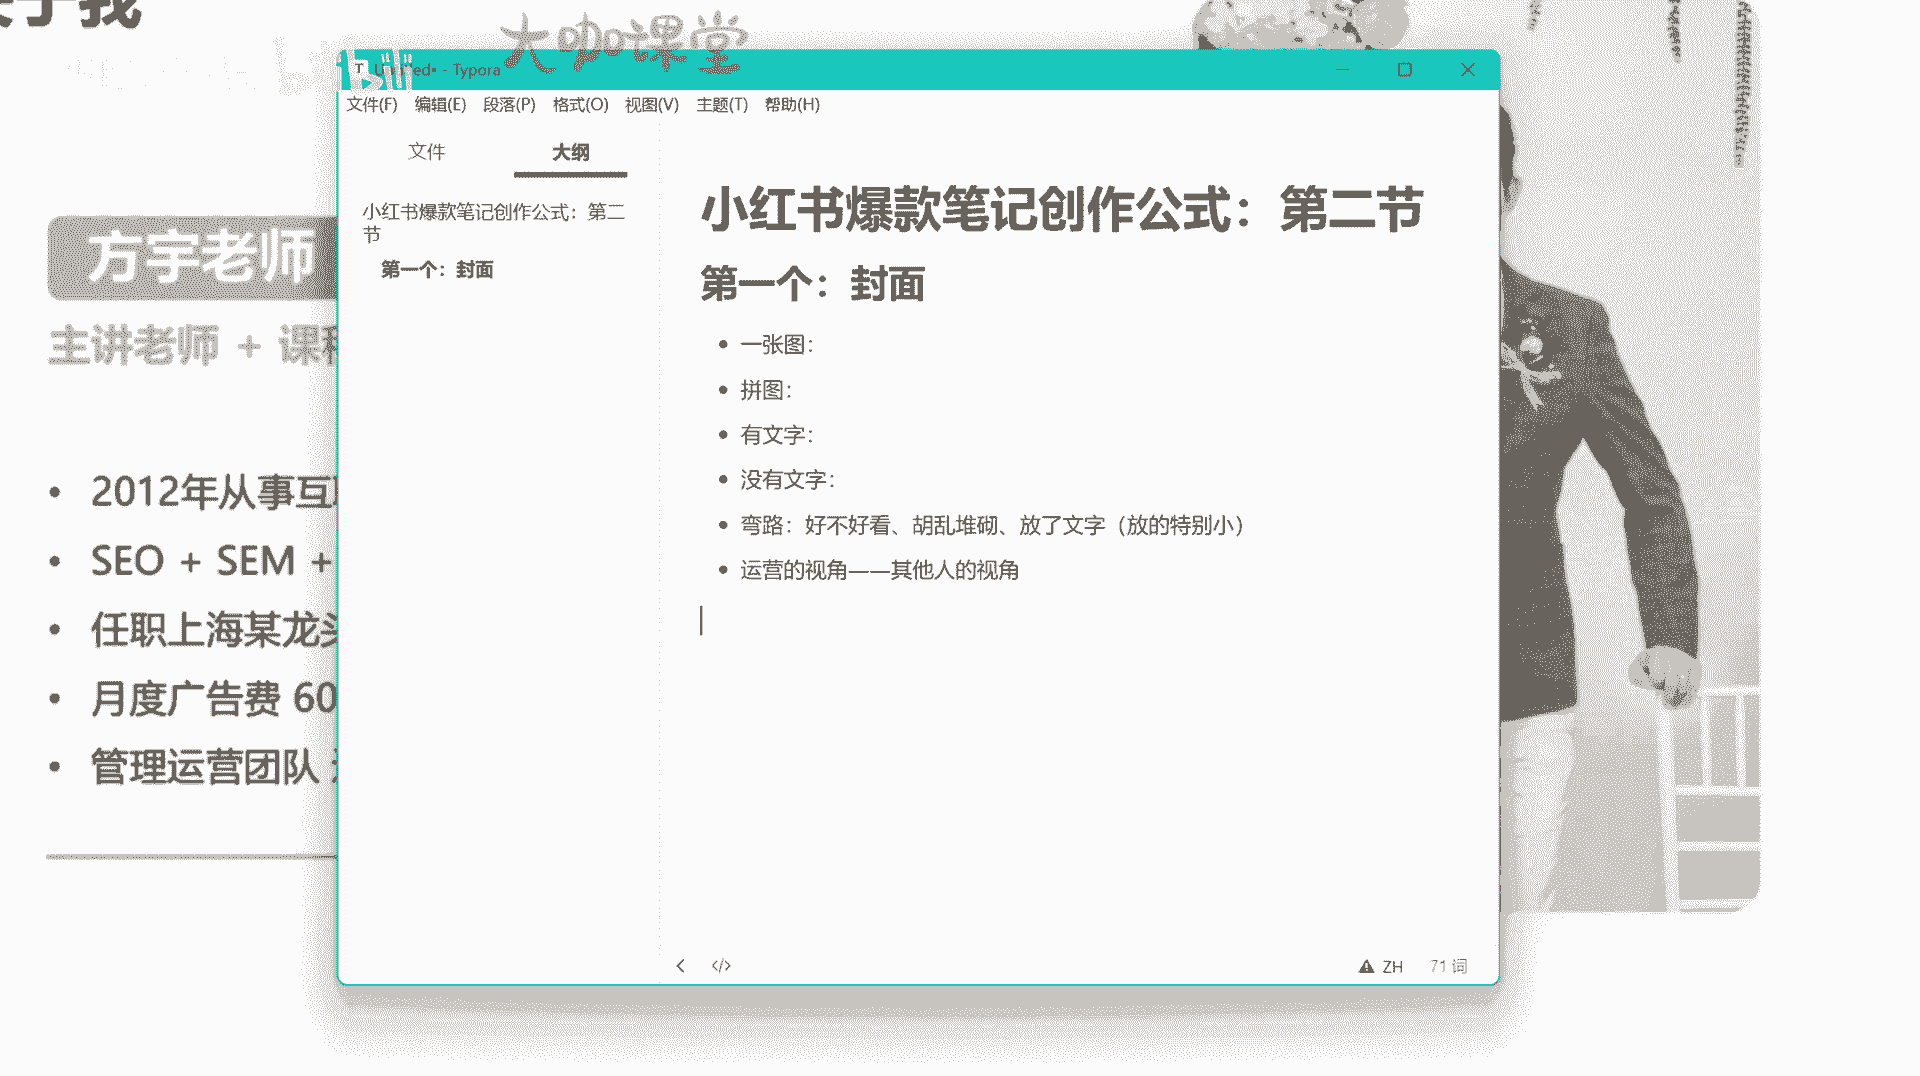 大咖课堂
bilibili
Typora
文件(F) 编辑(E) 段落(P) 格式(O) 视图(V) 主题(T) 帮助(H)
文件 大纲
小红书爆款笔记创作公式：第二
节
第一个：封面
小红书爆款笔记创作公式：第二节
第一个：封面
• 一张图：
• 拼图：
• 有文字：
• 没有文字：
• 弯路：好不好看、胡乱堆砌、放了文字（放的特别小）
• 运营的视角——其他人的视角
ZH 71 词
方宇老师
主讲老师 + 课
• 2012年从事互
• SEO + SEM +
• 任职上海某龙
• 月度广告费 60
• 管理运营团队